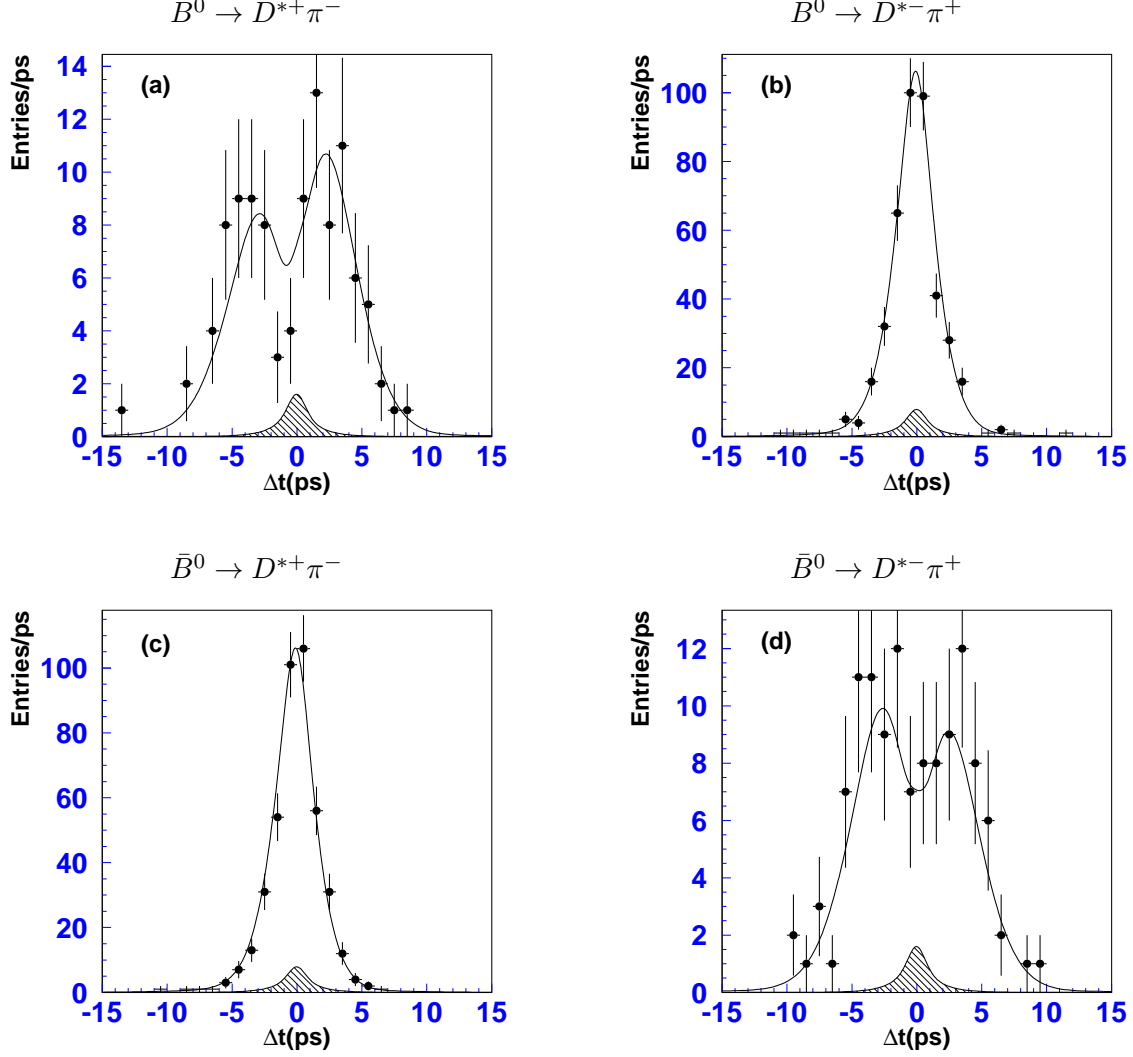 B⁰ → D*⁺π⁻
Entries/ps
(a)
14
12
10
8
6
4
2
0
-15 -10 -5 0 5 10 15
Δt(ps)
B⁰ → D*⁻π⁺
Entries/ps
(b)
100
80
60
40
20
0
-15 -10 -5 0 5 10 15
Δt(ps)
B̄⁰ → D*⁺π⁻
Entries/ps
(c)
100
80
60
40
20
0
-15 -10 -5 0 5 10 15
Δt(ps)
B̄⁰ → D*⁻π⁺
Entries/ps
(d)
12
10
8
6
4
2
0
-15 -10 -5 0 5 10 15
Δt(ps)